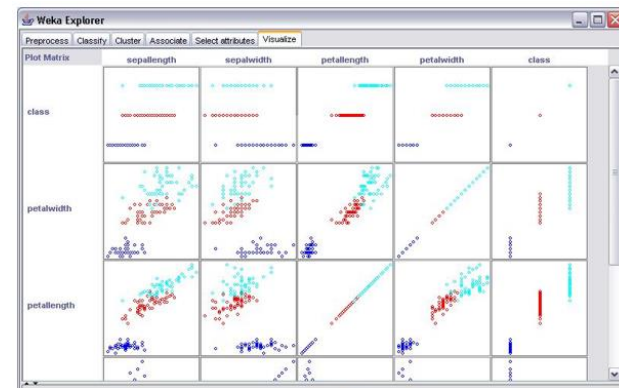 Weka Explorer
Preprocess Classify Cluster Associate Select attributes Visualize
Plot Matrix sepallength sepalwidth petallength petalwidth class
class
petalwidth
petallength